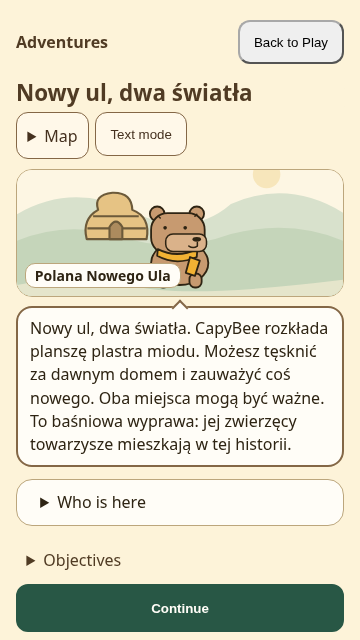 Adventures
Back to Play
Nowy ul, dwa światła
Map
Text mode
Polana Nowego Ula
Nowy ul, dwa światła. CapyBee rozkłada
planszę plastra miodu. Możesz tęsknić
za dawnym domem i zauważyć coś
nowego. Oba miejsca mogą być ważne.
To baśniowa wyprawa: jej zwierzęcy
towarzysze mieszkają w tej historii.
Who is here
Objectives
Continue